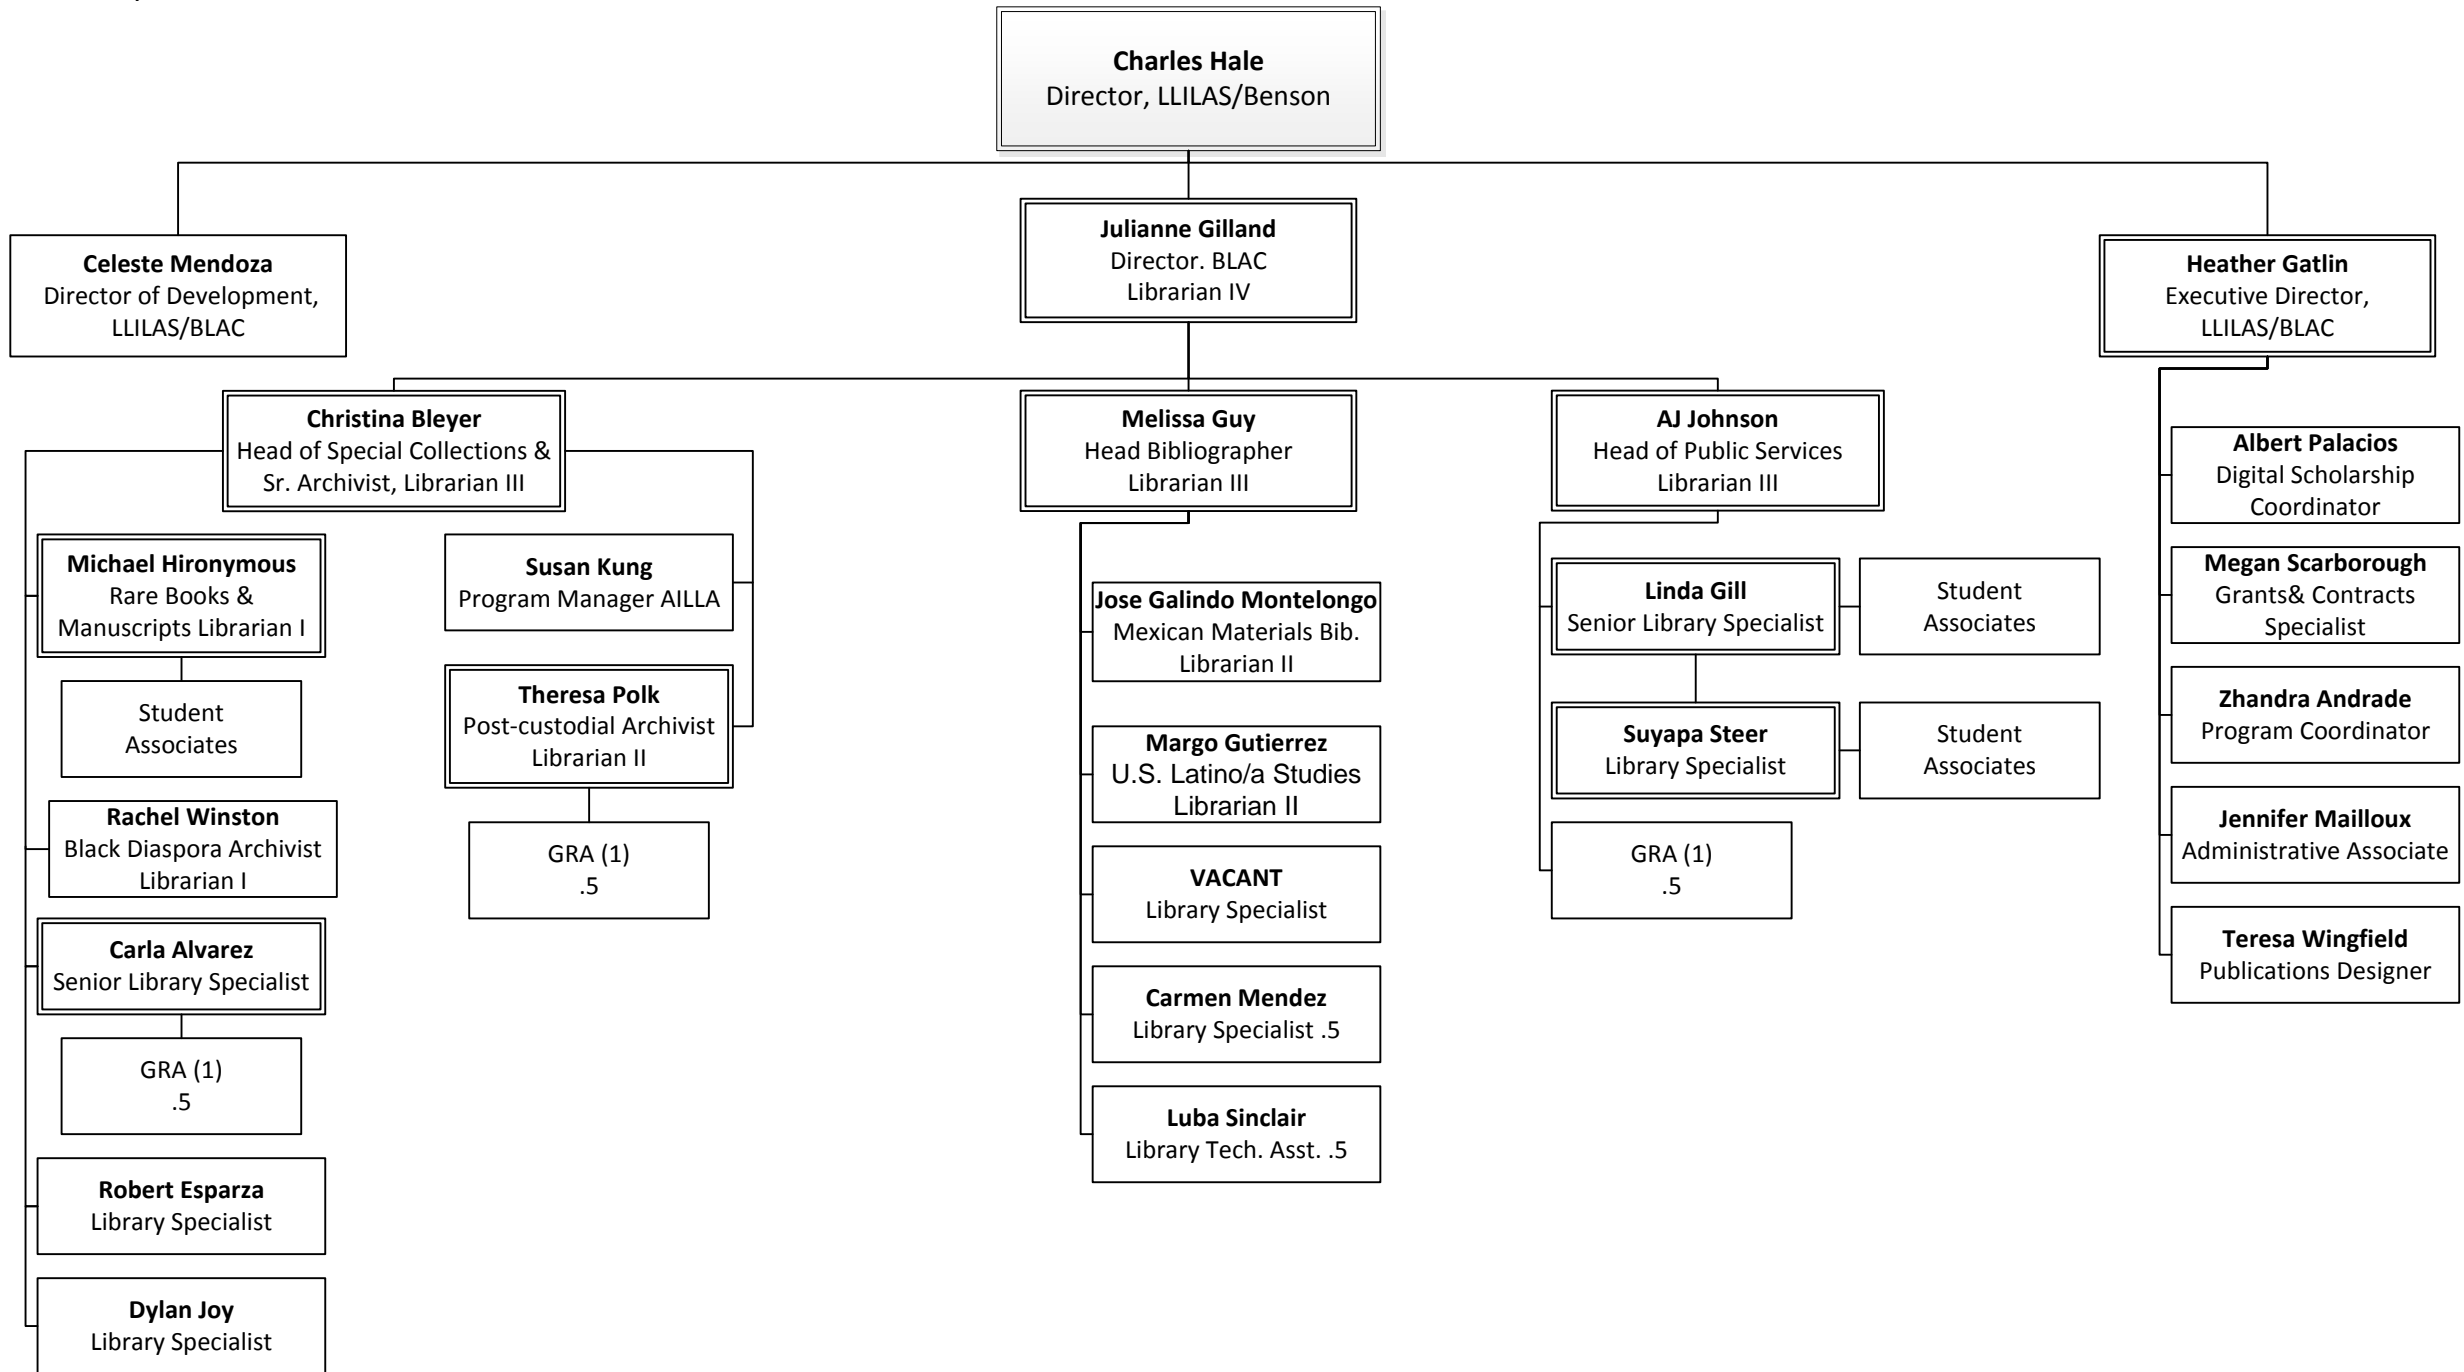 Charles Hale
Director, LLILAS/Benson
Celeste Mendoza
Director of Development,
LLILAS/BLAC
Julianne Gilland
Director. BLAC
Librarian IV
Heather Gatlin
Executive Director,
LLILAS/BLAC
Christina Bleyer
Head of Special Collections &
Sr. Archivist, Librarian III
Michael Hironymous
Rare Books &
Manuscripts Librarian I
Student
Associates
Rachel Winston
Black Diaspora Archivist
Librarian I
Carla Alvarez
Senior Library Specialist
GRA (1)
.5
Robert Esparza
Library Specialist
Dylan Joy
Library Specialist
Susan Kung
Program Manager AILLA
Theresa Polk
Post-custodial Archivist
Librarian II
GRA (1)
.5
Melissa Guy
Head Bibliographer
Librarian III
Jose Galindo Montelongo
Mexican Materials Bib.
Librarian II
Margo Gutierrez
U.S. Latino/a Studies
Librarian II
VACANT
Library Specialist
Carmen Mendez
Library Specialist .5
Luba Sinclair
Library Tech. Asst. .5
AJ Johnson
Head of Public Services
Librarian III
Linda Gill
Senior Library Specialist
Student
Associates
Suyapa Steer
Library Specialist
Student
Associates
GRA (1)
.5
Albert Palacios
Digital Scholarship
Coordinator
Megan Scarborough
Grants& Contracts
Specialist
Zhandra Andrade
Program Coordinator
Jennifer Mailloux
Administrative Associate
Teresa Wingfield
Publications Designer